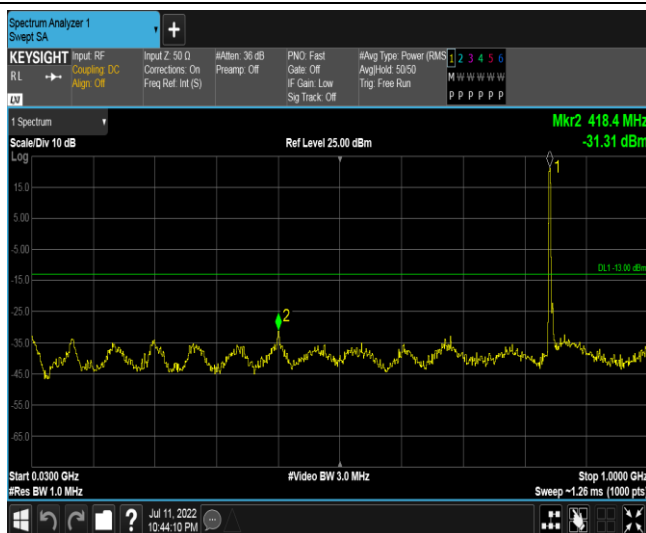 Spectrum Analyzer 1
Swept SA
KEYSIGHT
RL
LXI
Input: RF
Coupling: DC
Align: Off
Input Z: 50 Ω
Corrections: On
Freq Ref: Int (S)
#Atten: 36 dB
Preamp: Off
PNO: Fast
Gate: Off
IF Gain: Low
Sig Track: Off
#Avg Type: Power (RMS
Avg|Hold: 50/50
Trig: Free Run
1 2 3 4 5 6
M W W W W W
P P P P P P
1 Spectrum
Scale/Div 10 dB
Log
Ref Level 25.00 dBm
Mkr2 418.4 MHz
-31.31 dBm
1
15.0
5.00
-5.00
DL1 -13.00 dBm
-15.0
-25.0
2
-35.0
-45.0
-55.0
-65.0
Start 0.0300 GHz
#Res BW 1.0 MHz
#Video BW 3.0 MHz
Stop 1.0000 GHz
Sweep ~1.26 ms (1000 pts)
?
Jul 11, 2022
10:44:10 PM